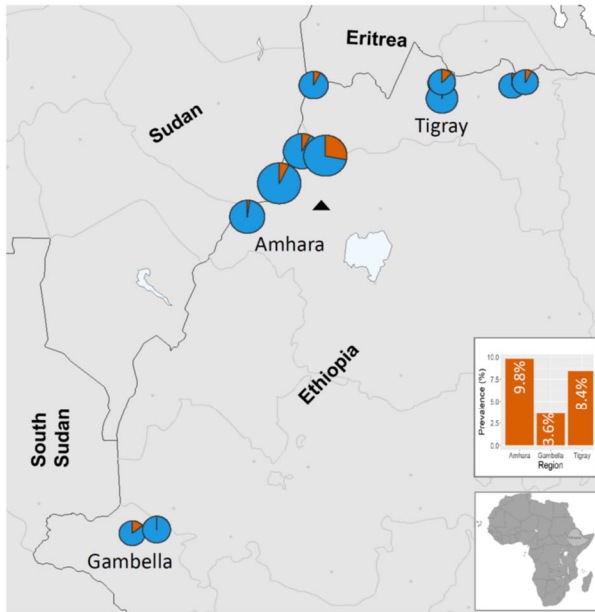 Eritrea
Sudan
Tigray
Amhara
Ethiopia
South
Sudan
Gambella
Prevalence (%)
10.0
7.5
5.0
2.5
0.0
9.8%
3.6%
8.4%
Amhara
Gambella
Tigray
Region